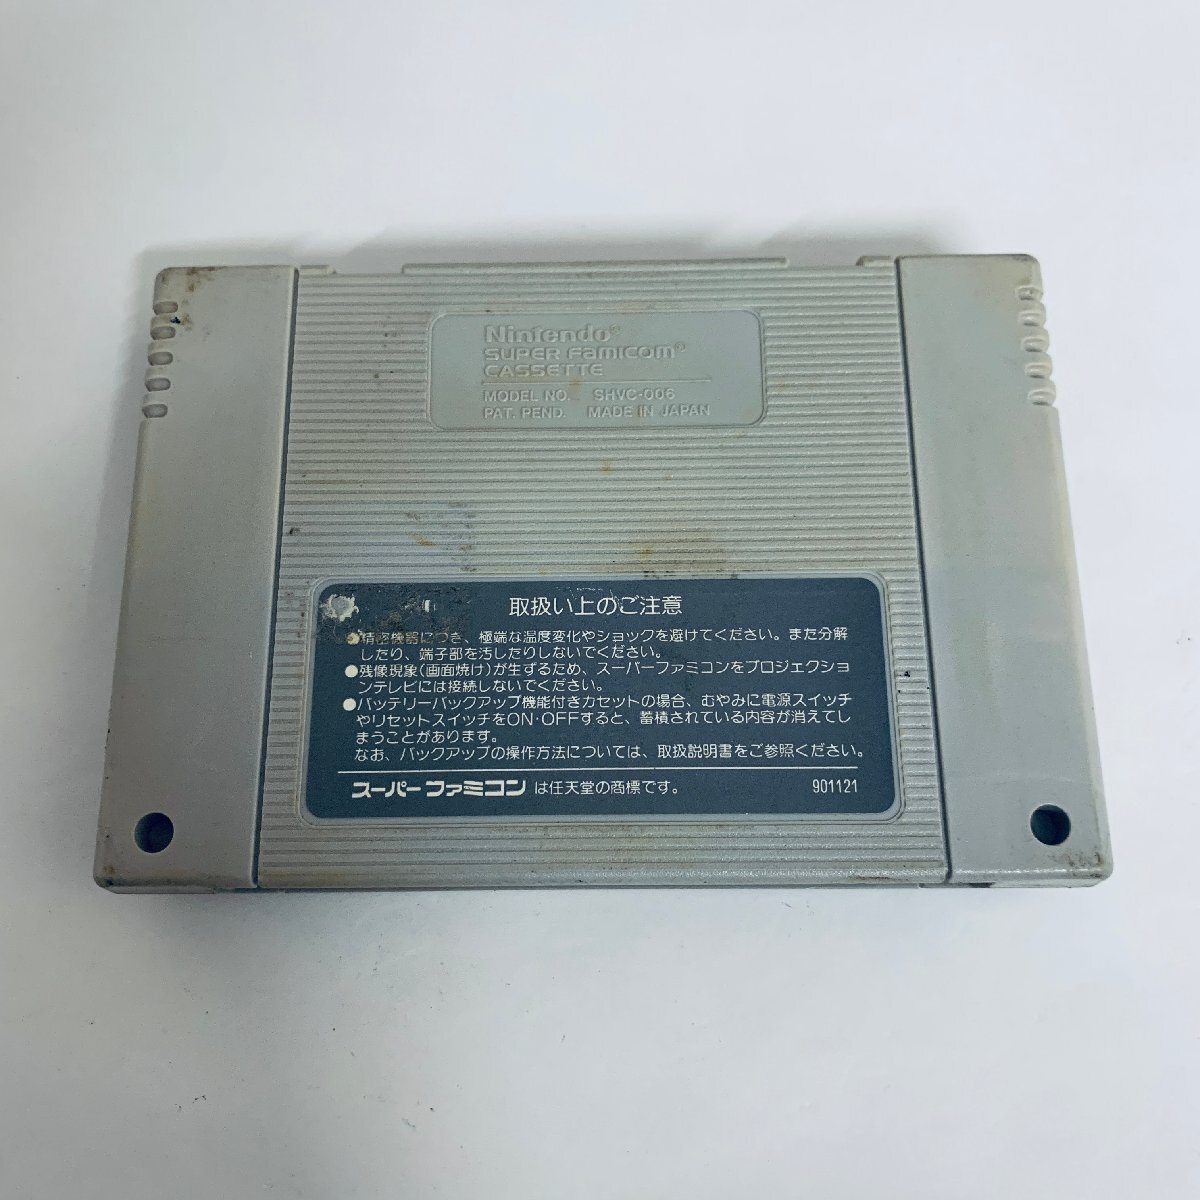 Nintendo®
SUPER FAMICOM®
CASSETTE
MODEL NO. SHVC-006
PAT. PEND. MADE IN JAPAN
取扱い上のご注意
●精密機器につき、極端な温度変化やショックを避けてください。また分解
したり、端子部を汚したりしないでください。
●残像現象(画面焼け)が生ずるため、スーパーファミコンをプロジェクショ
ンテレビには接続しないでください。
●バッテリーバックアップ機能付きカセットの場合、むやみに電源スイッチ
やリセットスイッチをON・OFFすると、蓄積されている内容が消えてし
まうことがあります。
なお、バックアップの操作方法については、取扱説明書をご参照ください。
スーパーファミコン は任天堂の商標です。 901121